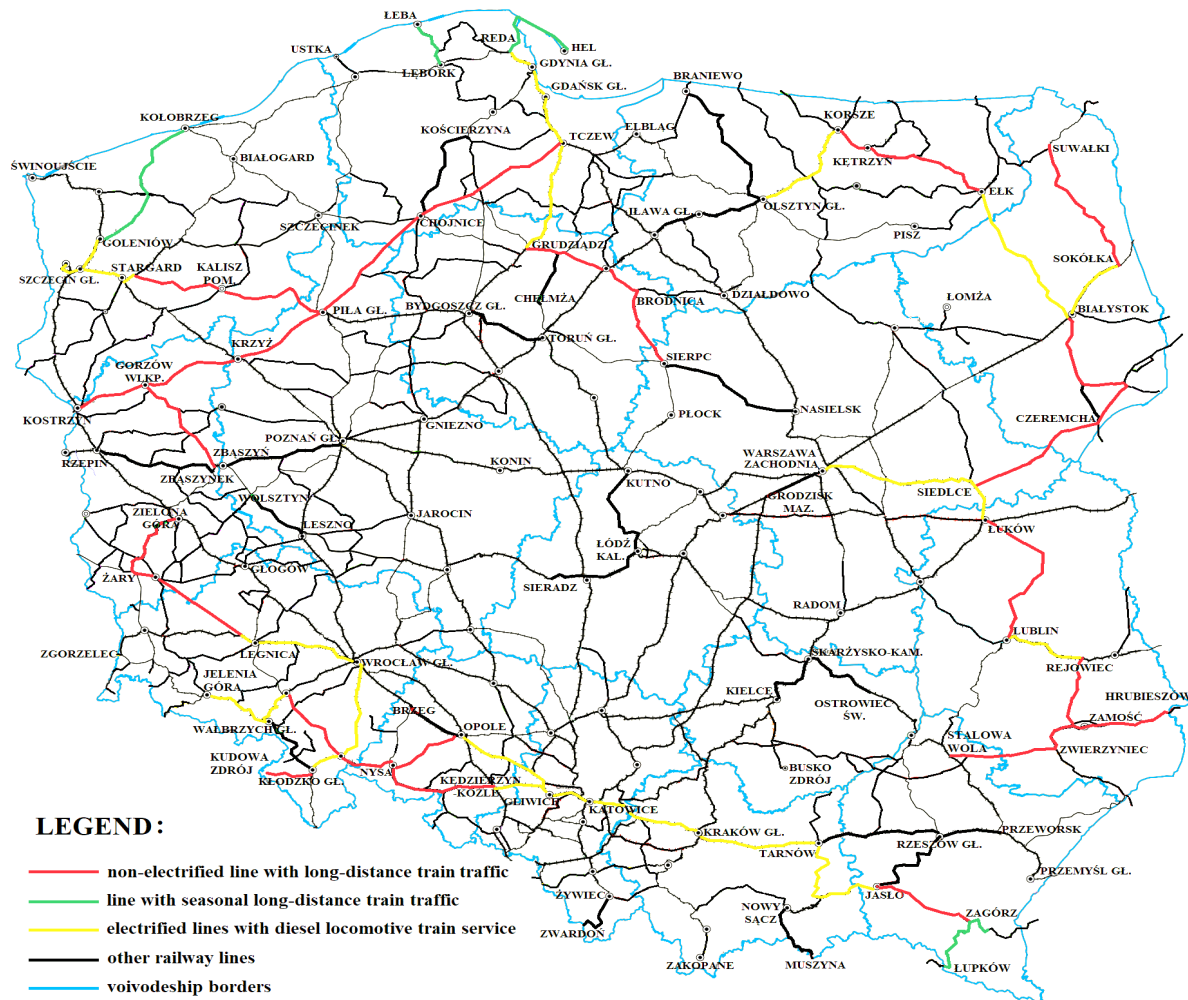 ŁEBA
HEL
REDA
USTKA
GDYNIA GŁ.
LĘBORK
BRANIEWO
GDAŃSK GŁ.
KOŁOBRZEG
KORSZE
KOŚCIERZYNA
ELBLĄG
TCZEW
SUWAŁKI
BIAŁOGARD
KĘTRZYN
ŚWINOUJŚCIE
EŁK
OLSZTYN GŁ.
IŁAWA GŁ.
CHOJNICE
SZCZECINEK
PISZ
GOLENIÓW
GRUDZIĄDZ
SOKÓŁKA
STARGARD
KALISZ
POM.
SZCZECIN GŁ.
CHEŁMŻA
BRODNICA
DZIAŁDOWO
ŁOMŻA
BYDGOSZCZ GŁ.
BIAŁYSTOK
PIŁA GŁ.
TORUŃ GŁ.
KRZYŻ
SIERPC
GORZÓW
WLKP.
PŁOCK
NASIELSK
KOSTRZYN
GNIEZNO
CZEREMCHA
POZNAŃ GŁ.
ZBĄSZYŃ
WARSZAWA
ZACHODNIA
RZEPIN
KONIN
ZBĄSZYNEK
KUTNO
SIEDLCE
WOLSZTYN
GRODZISK
MAZ.
ZIELONA
GÓRA
LESZNO
JAROCIN
ŁUKÓW
ŁÓDŹ
KAL.
GŁOGÓW
ŻARY
SIERADZ
RADOM
LUBLIN
ZGORZELEC
LEGNICA
WROCŁAW GŁ.
SKARŻYSKO-KAM.
REJOWIEC
JELENIA
GÓRA
KIELCE
HRUBIESZÓW
BRZEG
OSTROWIEC
ŚW.
ZAMOŚĆ
WAŁBRZYCH GŁ.
OPOLE
STALOWA
WOLA
ZWIERZYNIEC
KUDOWA
ZDRÓJ
NYSA
BUSKO
ZDRÓJ
KŁODZKO GŁ.
KĘDZIERZYN
KOŹLE
GLIWICE
KATOWICE
KRAKÓW GŁ.
PRZEWORSK
RZESZÓW GŁ.
TARNÓW
PRZEMYŚL GŁ.
LEGEND:
non-electrified line with long-distance train traffic
line with seasonal long-distance train traffic
electrified lines with diesel locomotive train service
other railway lines
voivodeship borders
ŻYWIEC
JASŁO
NOWY
SĄCZ
ZAGÓRZ
ZWARDOŃ
ZAKOPANE
MUSZYNA
ŁUPKÓW